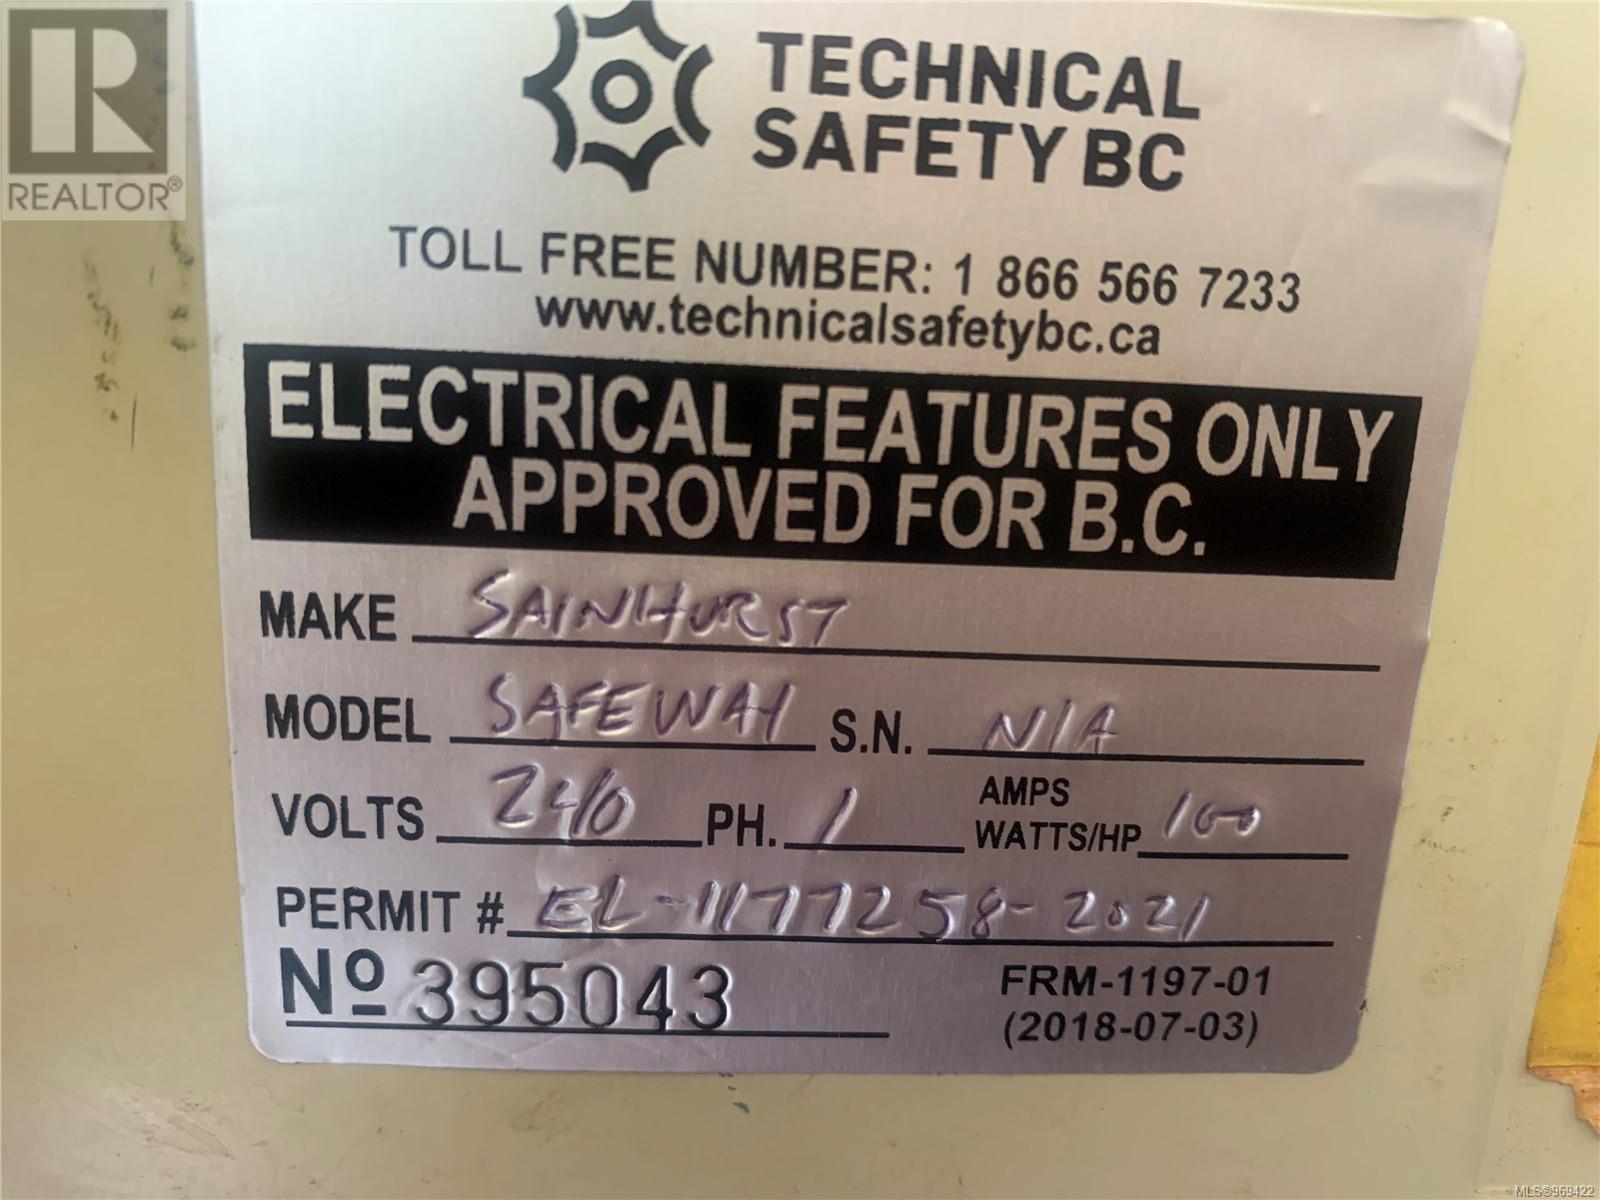 REALTOR®
TECHNICAL
SAFETY BC
TOLL FREE NUMBER: 1 866 566 7233
www.technicalsafetybc.ca
ELECTRICAL FEATURES ONLY
APPROVED FOR B.C.
MAKE SAINHURST
MODEL SAFEWAY S.N. N/A
VOLTS 240 PH. 1 AMPS WATTS/HP 100
PERMIT # EL-1177258-2021
Nº 395043 FRM-1197-01
(2018-07-03)
MLS®969422